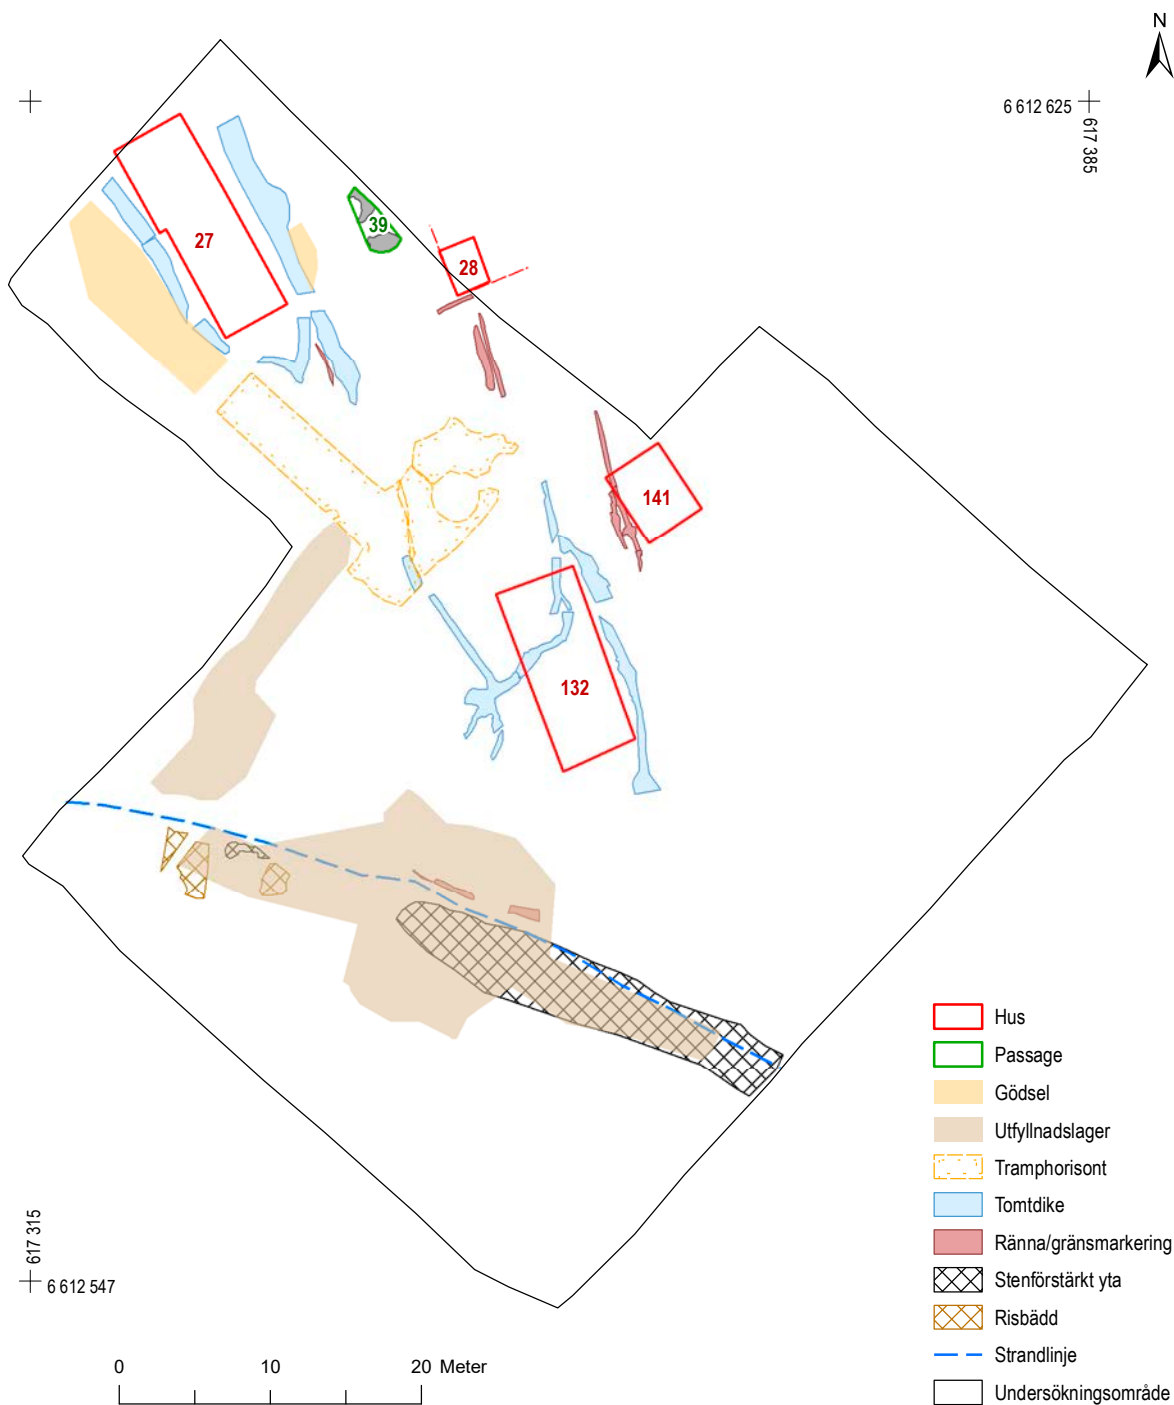 N
6 612 625
617 385
39
27
28
141
132
Hus
Passage
Gödsel
Utfyllnadslager
Tramphorisont
Tomtdike
Ränna/gränsmarkering
Stenförstärkt yta
Risbädd
Strandlinje
Undersökningsområde
617 315
6 612 547
0 10 20 Meter